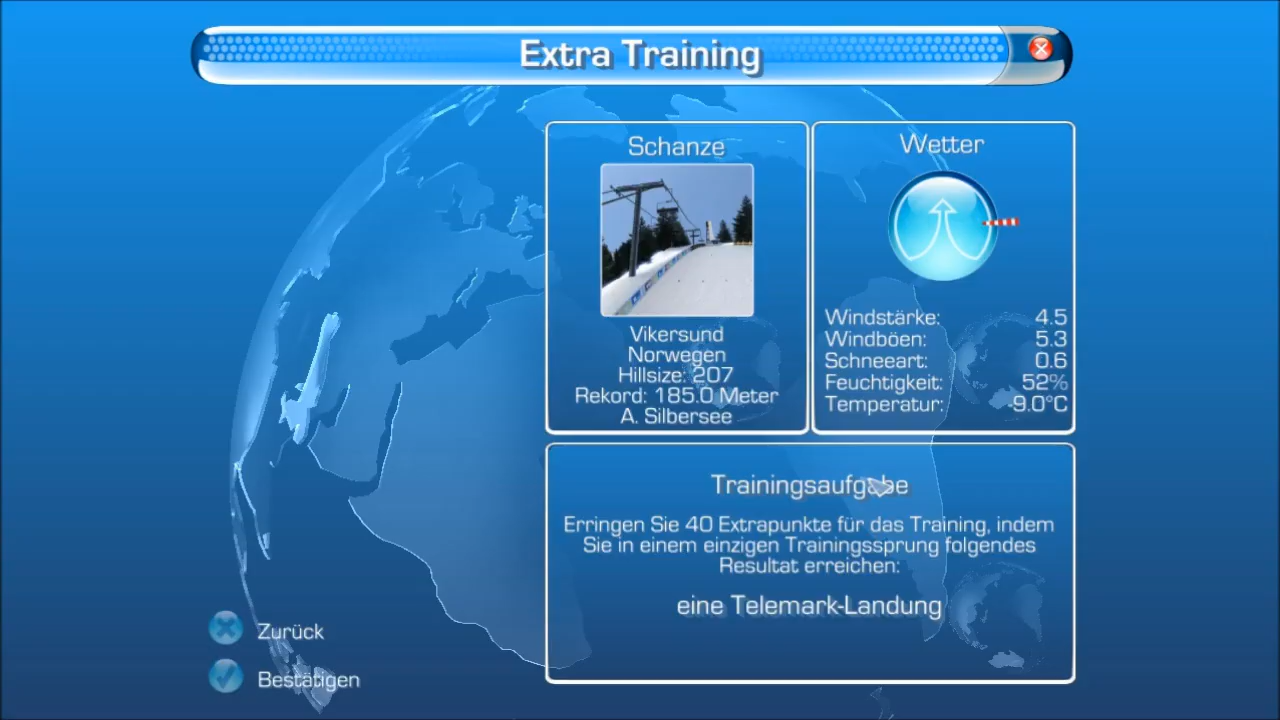 Extra Training
Schanze
Vikersund
Norwegen
Hillsize: 207
Rekord: 185.0 Meter
A. Silbersee
Wetter
Windstärke: 4.5
Windböen: 5.3
Schneeart: 0.6
Feuchtigkeit: 52%
Temperatur: -9.0°C
Trainingsaufgabe
Erringen Sie 40 Extrapunkte für das Training, indem
Sie in einem einzigen Trainingssprung folgendes
Resultat erreichen:
eine Telemark-Landung
Zurück
Bestätigen